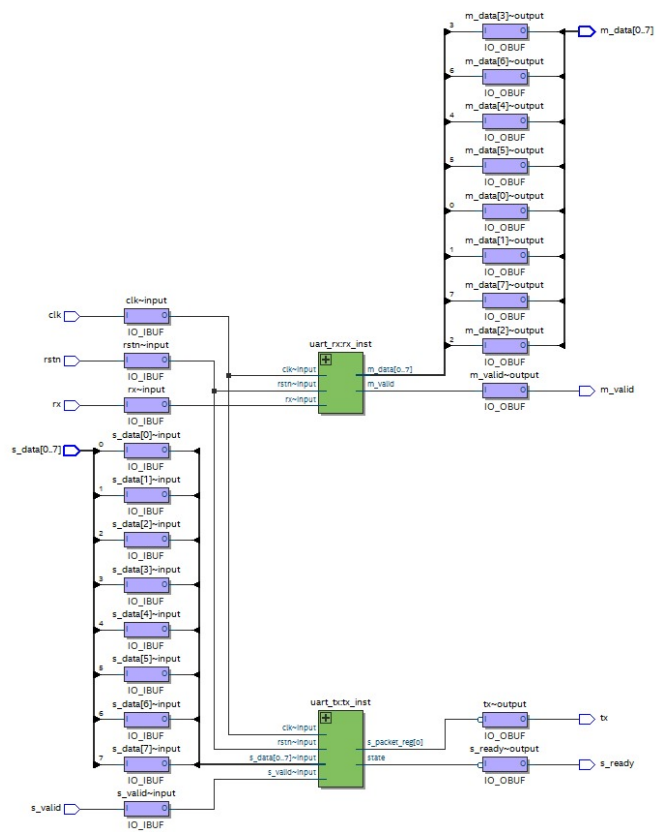 3
m_data[3]~output
m_data[0..7]
IO_OBUF
m_data[6]~output
6
IO_OBUF
m_data[4]~output
4
IO_OBUF
m_data[5]~output
5
IO_OBUF
m_data[0]~output
0
IO_OBUF
m_data[1]~output
1
IO_OBUF
m_data[7]~output
7
IO_OBUF
m_data[2]~output
2
IO_OBUF
m_valid~output
m_valid
IO_OBUF
clk
clk~input
IO_IBUF
rstn
rstn~input
IO_IBUF
rx
rx~input
IO_IBUF
uart_rx:rx_inst
clk~input
rstn~input
rx~input
m_data[0..7]
m_valid
s_data[0..7]
0
s_data[0]~input
IO_IBUF
1
s_data[1]~input
IO_IBUF
2
s_data[2]~input
IO_IBUF
3
s_data[3]~input
IO_IBUF
4
s_data[4]~input
IO_IBUF
5
s_data[5]~input
IO_IBUF
6
s_data[6]~input
IO_IBUF
7
s_data[7]~input
IO_IBUF
s_valid
s_valid~input
IO_IBUF
uart_tx:tx_inst
clk~input
rstn~input
s_data[0..7]~input
s_valid~input
s_packet_reg[0]
state
tx~output
tx
IO_OBUF
s_ready~output
s_ready
IO_OBUF